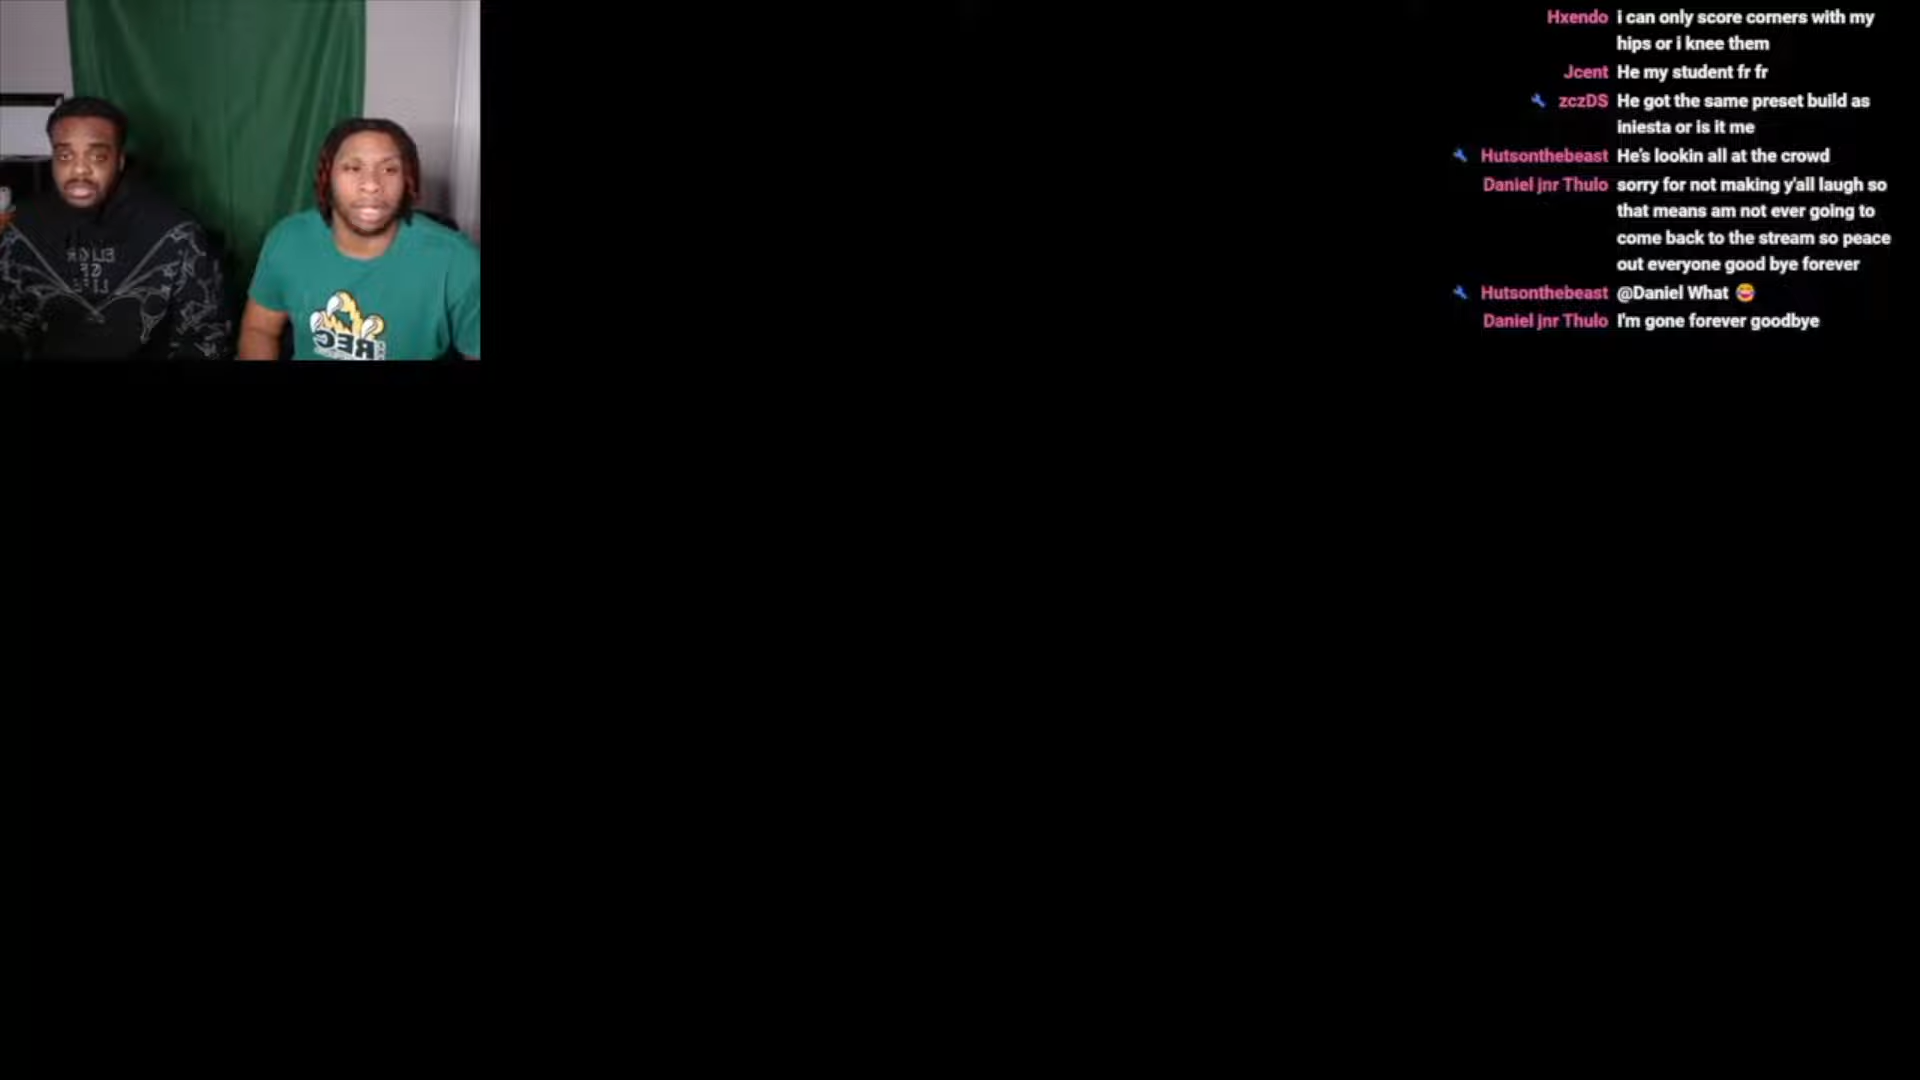 Hxendo i can only score corners with my
hips or i knee them
Jcent He my student fr fr
zczDS He got the same preset build as
iniesta or is it me
Hutsonthebeast He's lookin all at the crowd
Daniel jnr Thulo sorry for not making y'all laugh so
that means am not ever going to
come back to the stream so peace
out everyone good bye forever
Hutsonthebeast @Daniel What 😂
Daniel jnr Thulo I'm gone forever goodbye
REC